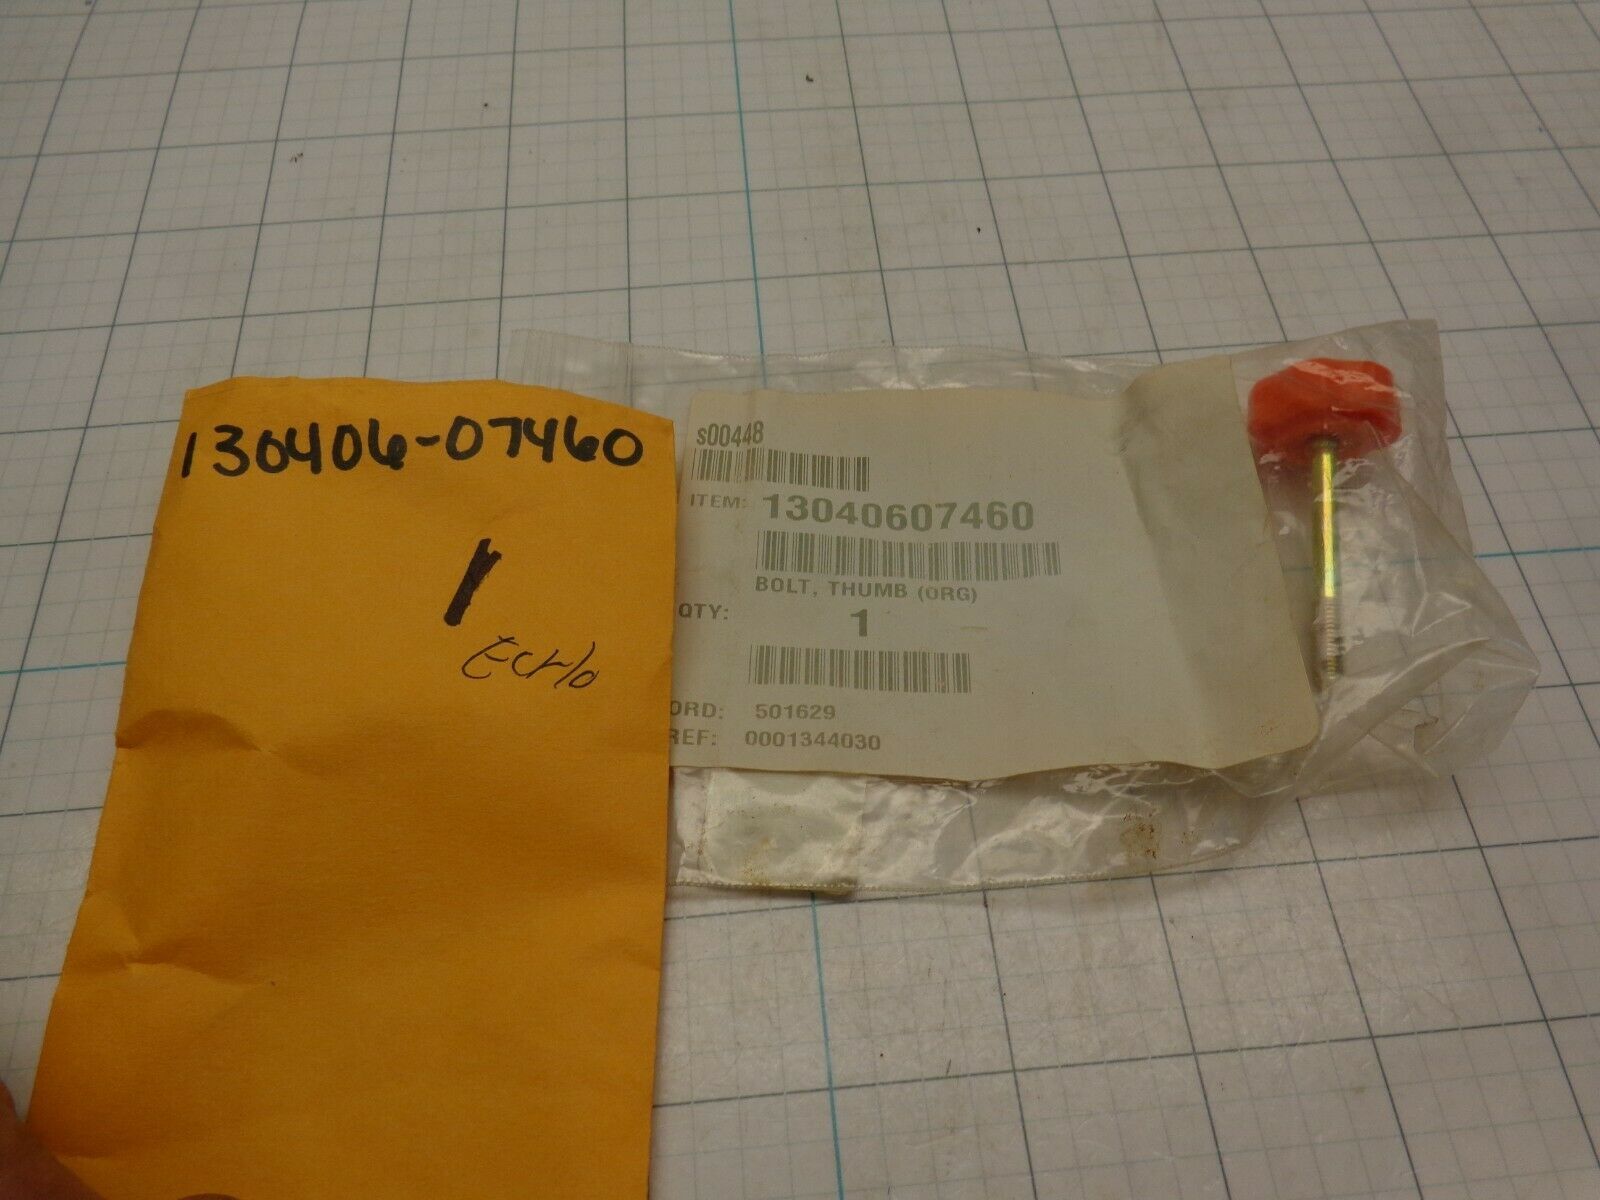 130406-07460
1
Echo
s00448
ITEM: 13040607460
BOLT, THUMB (ORG)
QTY: 1
ORD: 501629
REF: 0001344030